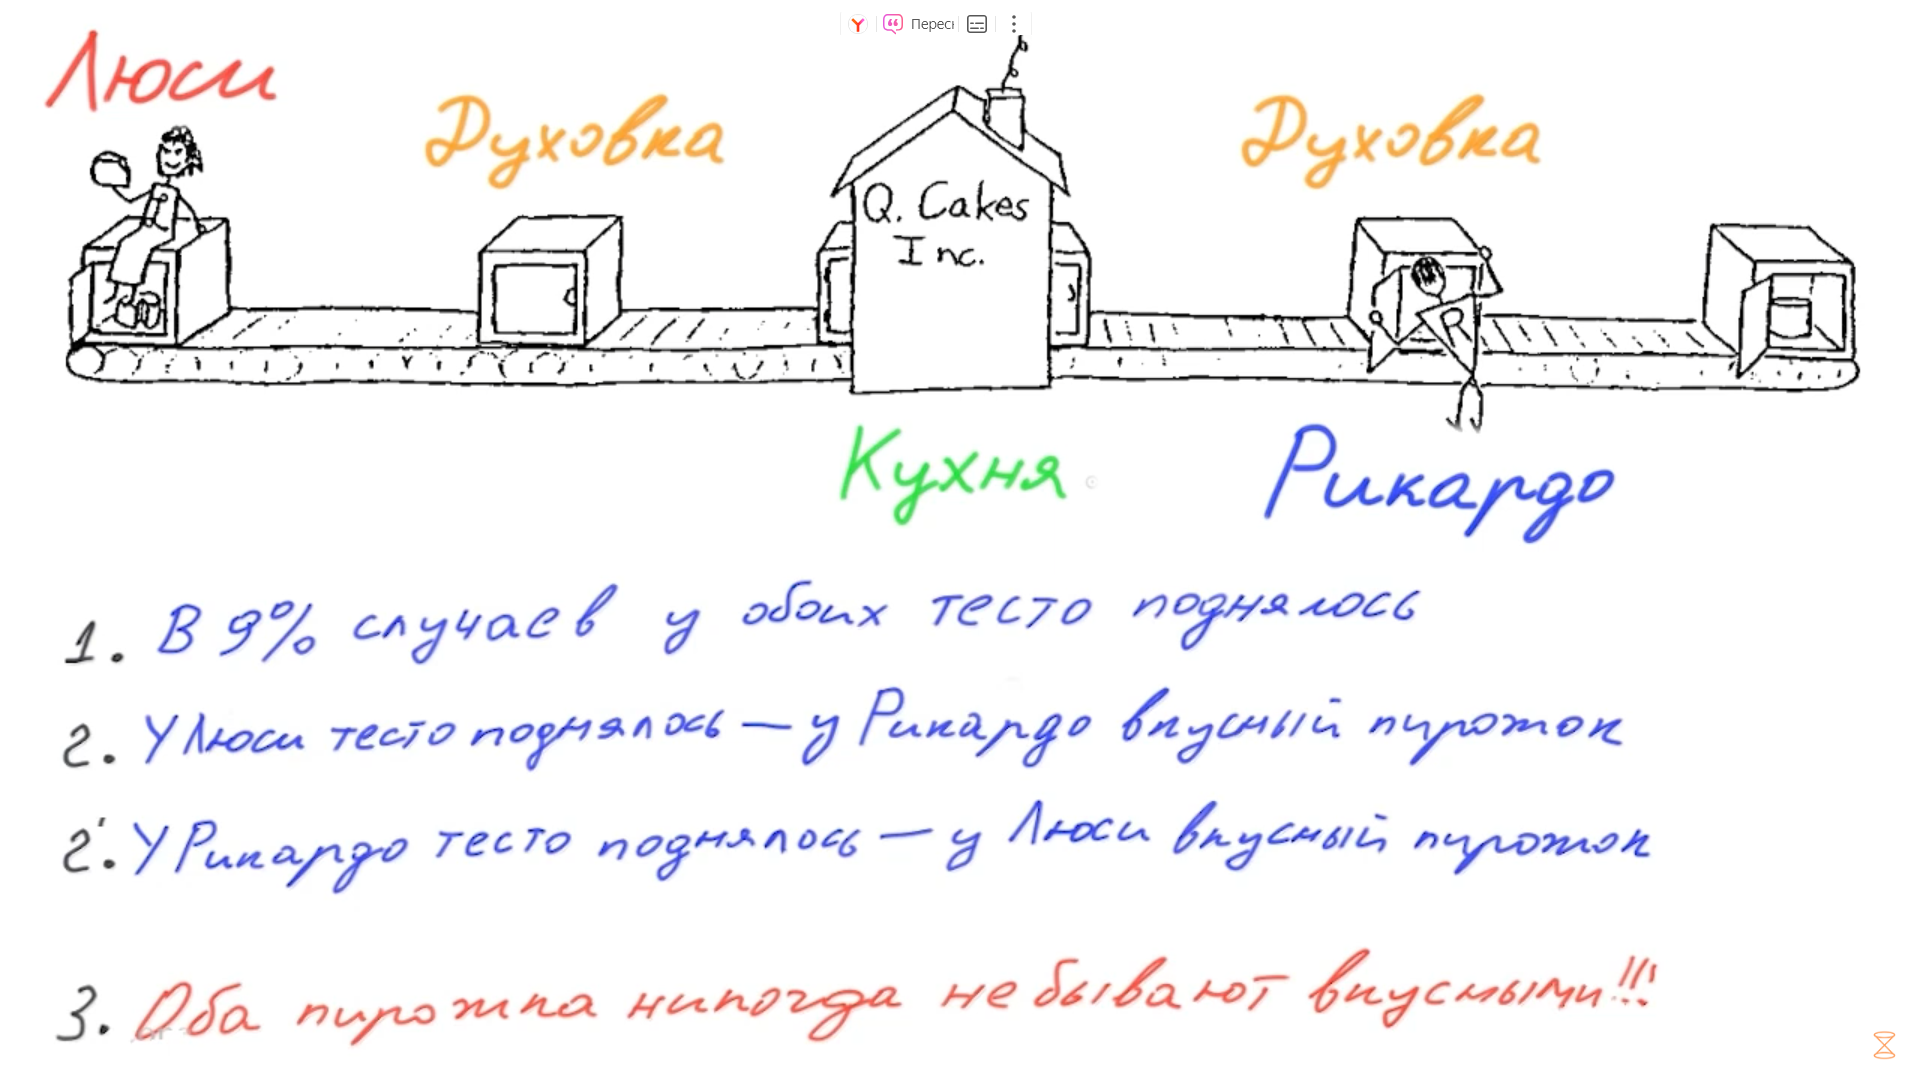 Перес
Люси
Духовка
Духовка
Q. Cakes
Inc.
Кухня
Рикардо
1. В 9% случаев у обоих тесто поднялось
2. У Люси тесто поднялось — у Рикардо вкусный пирожок
2'. У Рикардо тесто поднялось — у Люси вкусный пирожок
3. Оба пирожка никогда не бывают вкусными!!!